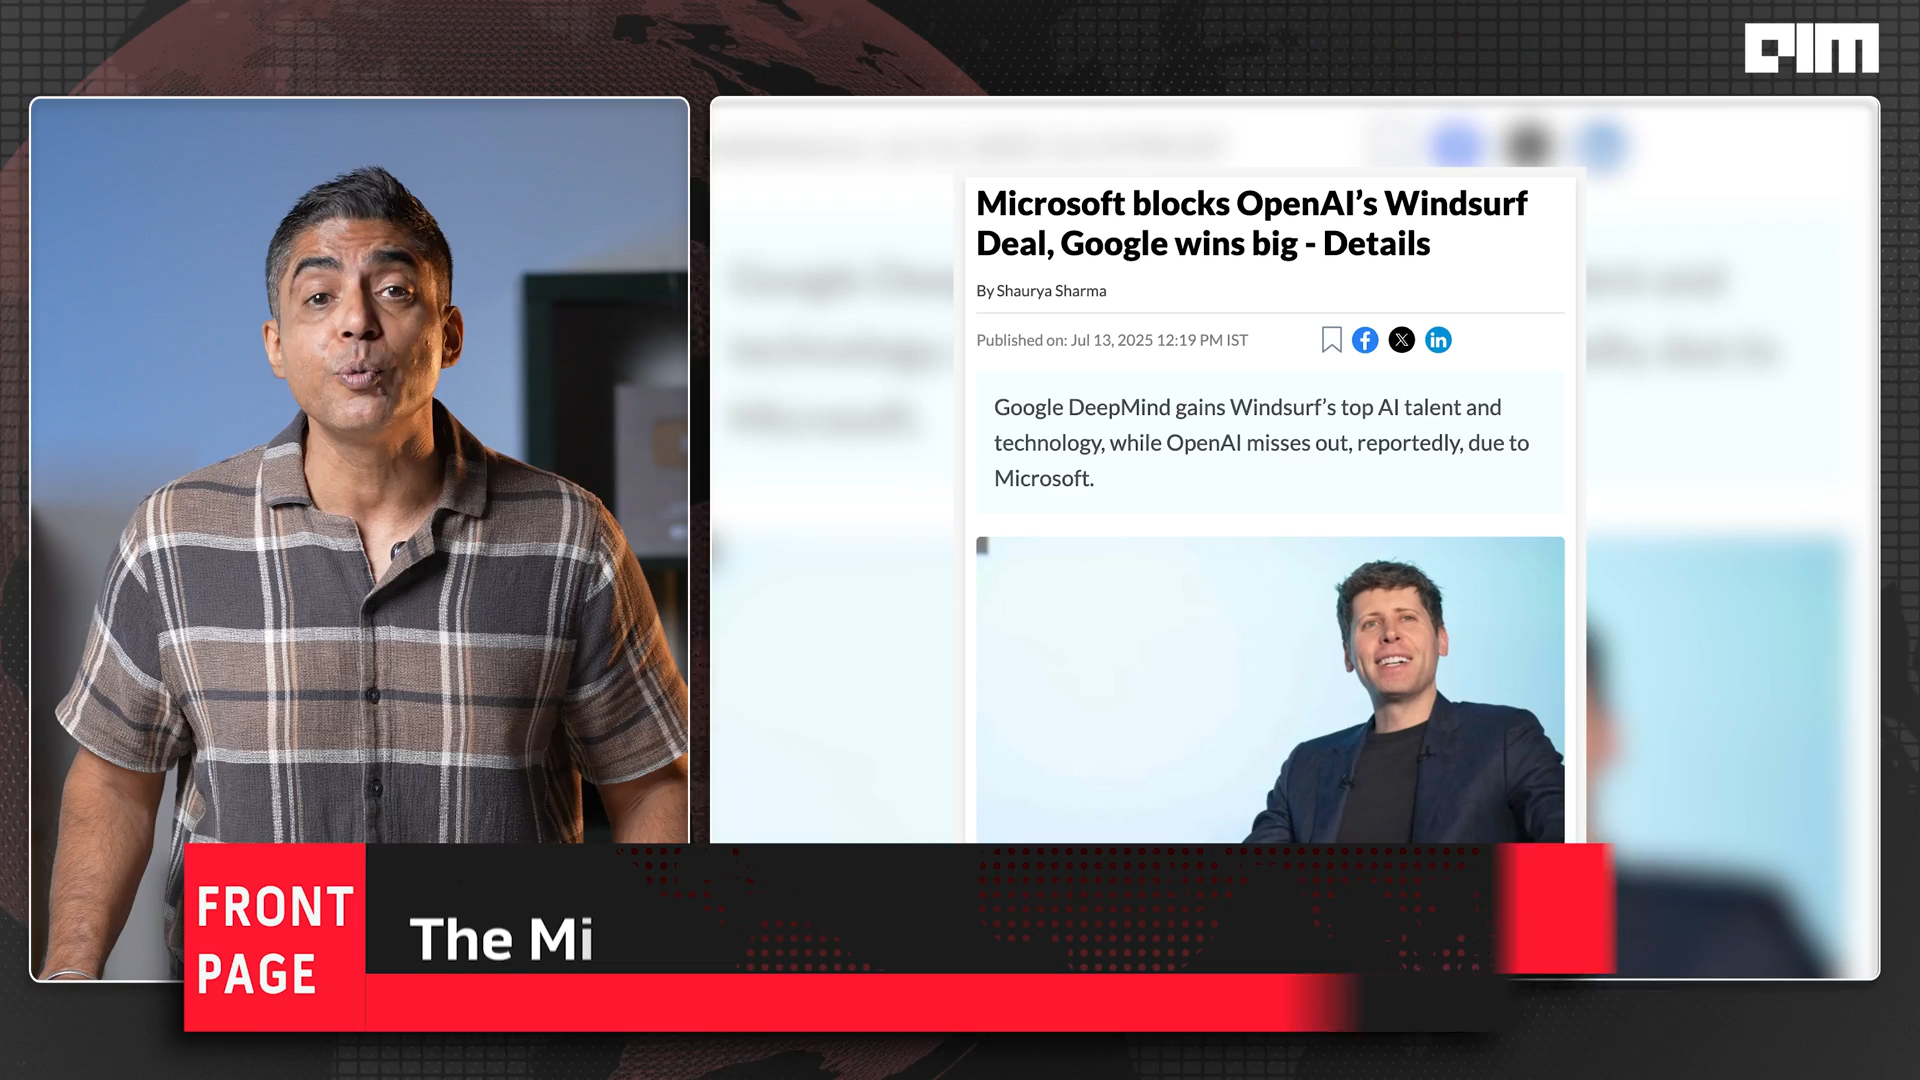 AIM
Microsoft blocks OpenAI’s Windsurf
Deal, Google wins big - Details
By Shaurya Sharma
Published on: Jul 13, 2025 12:19 PM IST
Google DeepMind gains Windsurf’s top AI talent and
technology, while OpenAI misses out, reportedly, due to
Microsoft.
FRONT
PAGE
The Mi